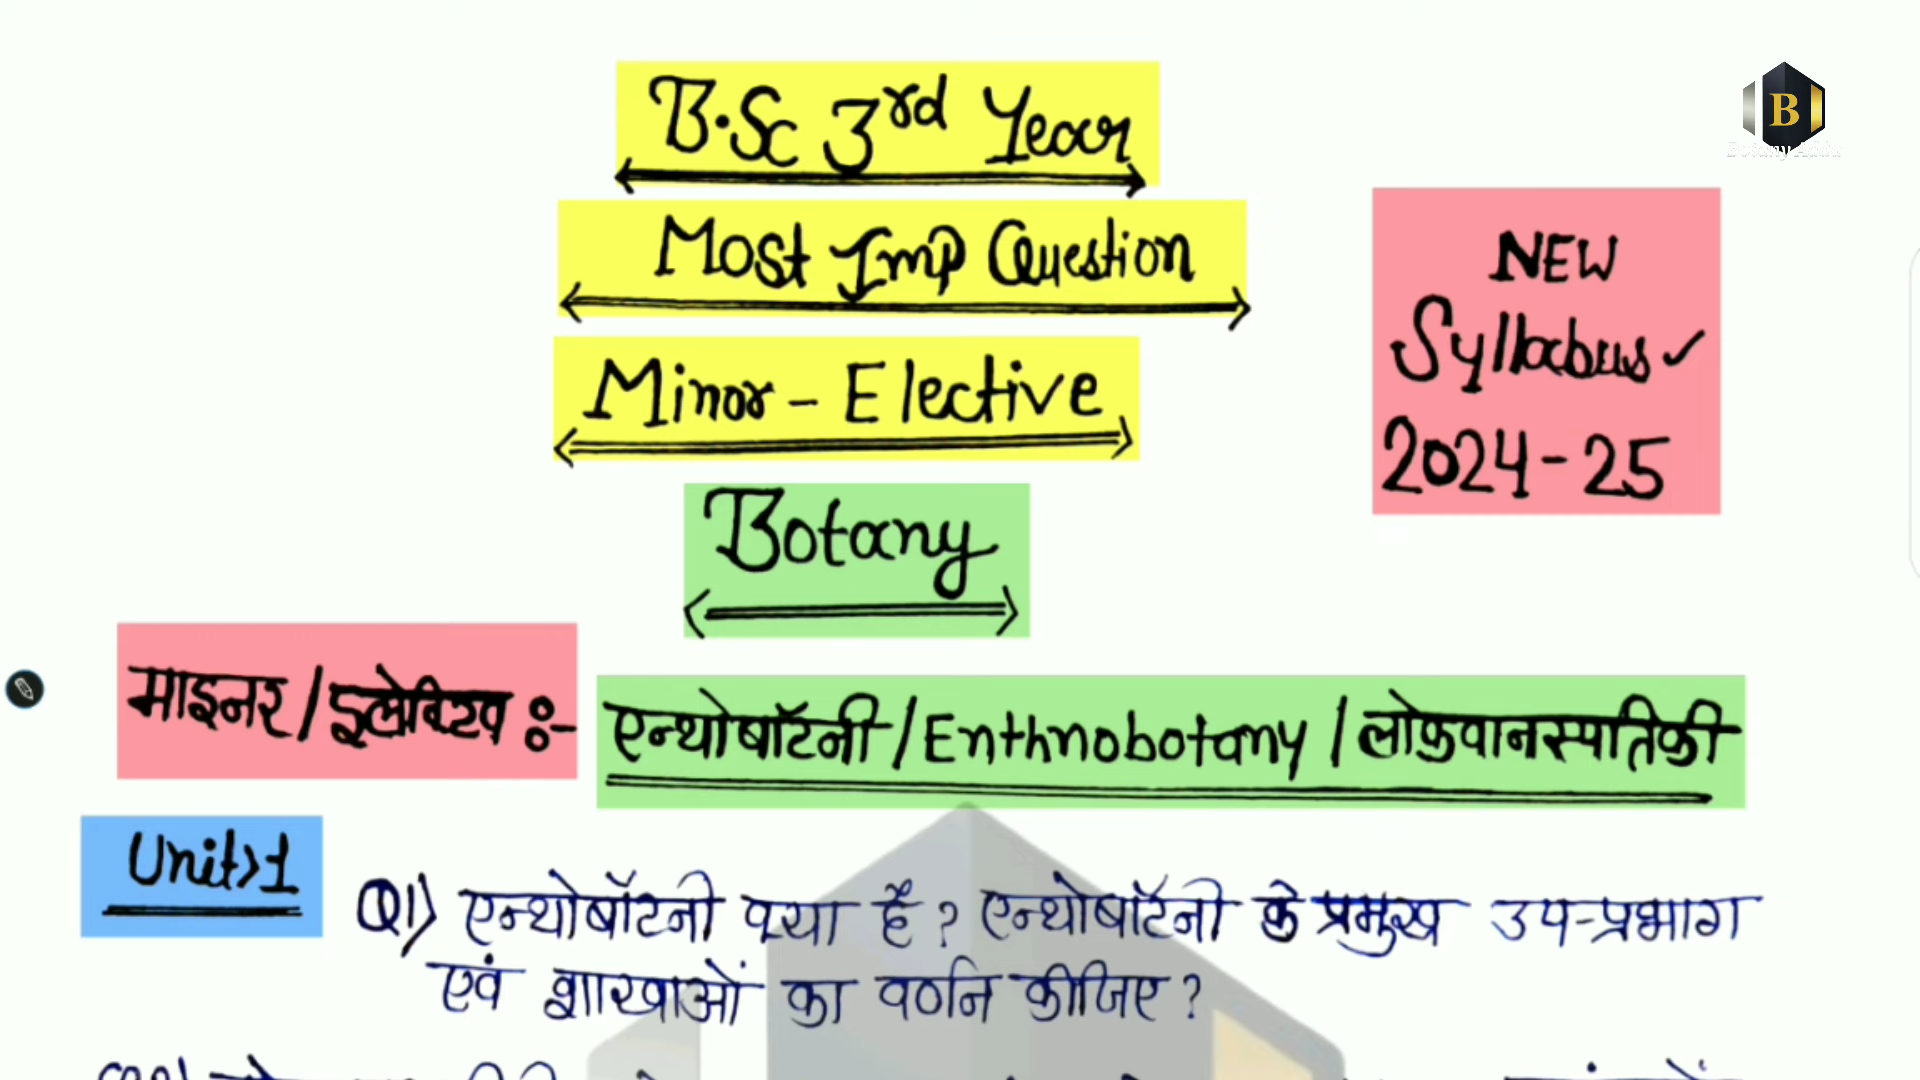 B.Sc 3rd Year
B
Most Imp Question
NEW
Syllabus ✓
2024-25
Minor - Elective
Botany
माइनर / इलेक्टिव :-
एन्थोबॉटनी / Enthnobotany / लोकवानस्पतिकी
Unit>1
Q1) एन्थोबॉटनी क्या है? एन्थोबॉटनी के प्रमुख उप-प्रभाग
एवं शाखाओं का वर्णन कीजिए?